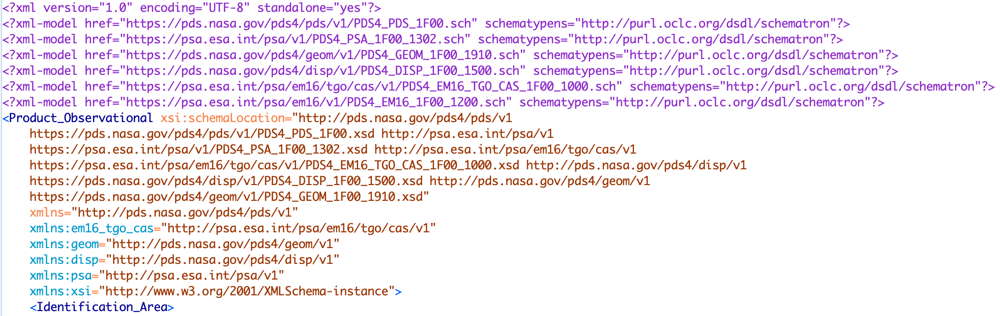 <?xml version="1.0" encoding="UTF-8" standalone="yes"?>
<?xml-model href="https://pds.nasa.gov/pds4/pds/v1/PDS4_PDS_1F00.sch" schematypens="http://purl.oclc.org/dsdl/schematron"?>
<?xml-model href="https://psa.esa.int/psa/v1/PDS4_PSA_1F00_1302.sch" schematypens="http://purl.oclc.org/dsdl/schematron"?>
<?xml-model href="https://pds.nasa.gov/pds4/geom/v1/PDS4_GEOM_1F00_1910.sch" schematypens="http://purl.oclc.org/dsdl/schematron"?>
<?xml-model href="https://pds.nasa.gov/pds4/disp/v1/PDS4_DISP_1F00_1500.sch" schematypens="http://purl.oclc.org/dsdl/schematron"?>
<?xml-model href="https://psa.esa.int/psa/em16/tgo/cas/v1/PDS4_EM16_TGO_CAS_1F00_1000.sch" schematypens="http://purl.oclc.org/dsdl/schematron"?>
<?xml-model href="https://psa.esa.int/psa/em16/v1/PDS4_EM16_1F00_1200.sch" schematypens="http://purl.oclc.org/dsdl/schematron"?>
<Product_Observational xsi:schemaLocation="http://pds.nasa.gov/pds4/pds/v1
    https://pds.nasa.gov/pds4/pds/v1/PDS4_PDS_1F00.xsd http://psa.esa.int/psa/v1
    https://psa.esa.int/psa/v1/PDS4_PSA_1F00_1302.xsd http://psa.esa.int/psa/em16/tgo/cas/v1
    https://psa.esa.int/psa/em16/tgo/cas/v1/PDS4_EM16_TGO_CAS_1F00_1000.xsd http://pds.nasa.gov/pds4/disp/v1
    https://pds.nasa.gov/pds4/disp/v1/PDS4_DISP_1F00_1500.xsd http://pds.nasa.gov/pds4/geom/v1
    https://pds.nasa.gov/pds4/geom/v1/PDS4_GEOM_1F00_1910.xsd"
    xmlns="http://pds.nasa.gov/pds4/pds/v1"
    xmlns:em16_tgo_cas="http://psa.esa.int/psa/em16/tgo/cas/v1"
    xmlns:geom="http://pds.nasa.gov/pds4/geom/v1"
    xmlns:disp="http://pds.nasa.gov/pds4/disp/v1"
    xmlns:psa="http://psa.esa.int/psa/v1"
    xmlns:xsi="http://www.w3.org/2001/XMLSchema-instance">
    <Identification_Area>